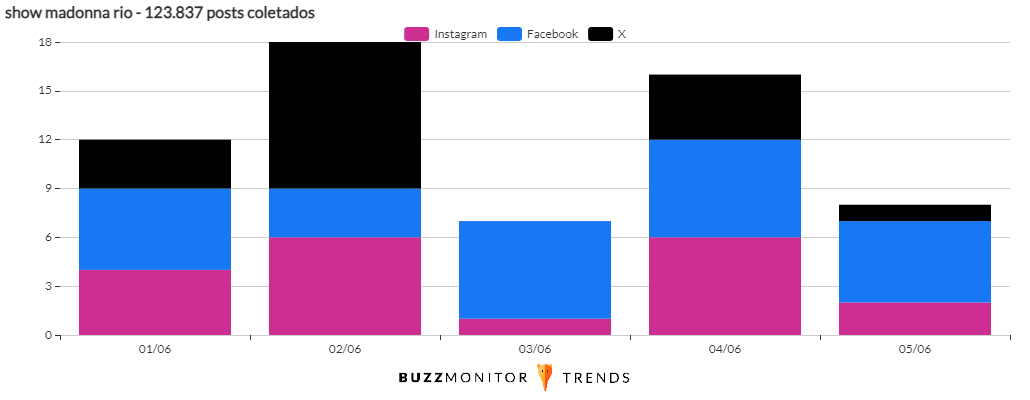 show madonna rio - 123.837 posts coletados
Instagram Facebook X
18
15
12
9
6
3
0
01/06 02/06 03/06 04/06 05/06
BUZZMONITOR TRENDS